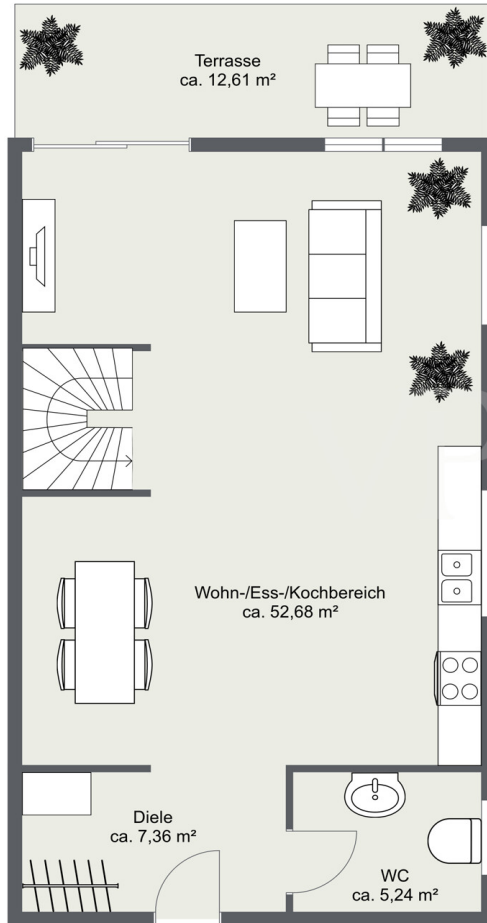 Terrasse
ca. 12,61 m²
Wohn-/Ess-/Kochbereich
ca. 52,68 m²
Diele
ca. 7,36 m²
WC
ca. 5,24 m²